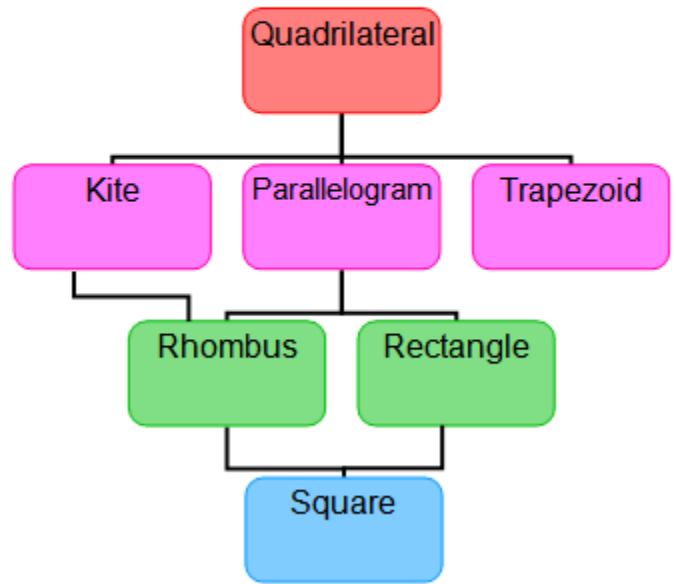 Quadrilateral
Kite
Parallelogram
Trapezoid
Rhombus
Rectangle
Square